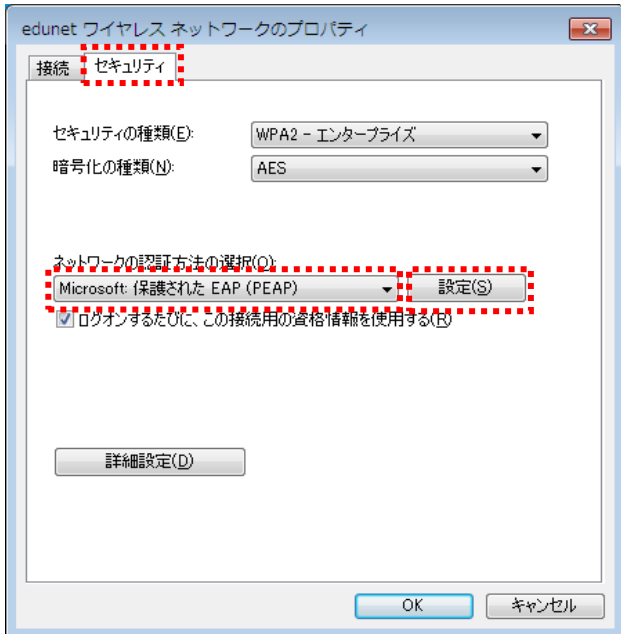 edunet ワイヤレス ネットワークのプロパティ
接続 セキュリティ
セキュリティの種類(E): WPA2 - エンタープライズ
暗号化の種類(N): AES
ネットワークの認証方法の選択(O):
Microsoft: 保護された EAP (PEAP) 設定(S)
ログオンするたびに、この接続用の資格情報を使用する(R)
詳細設定(D)
OK キャンセル